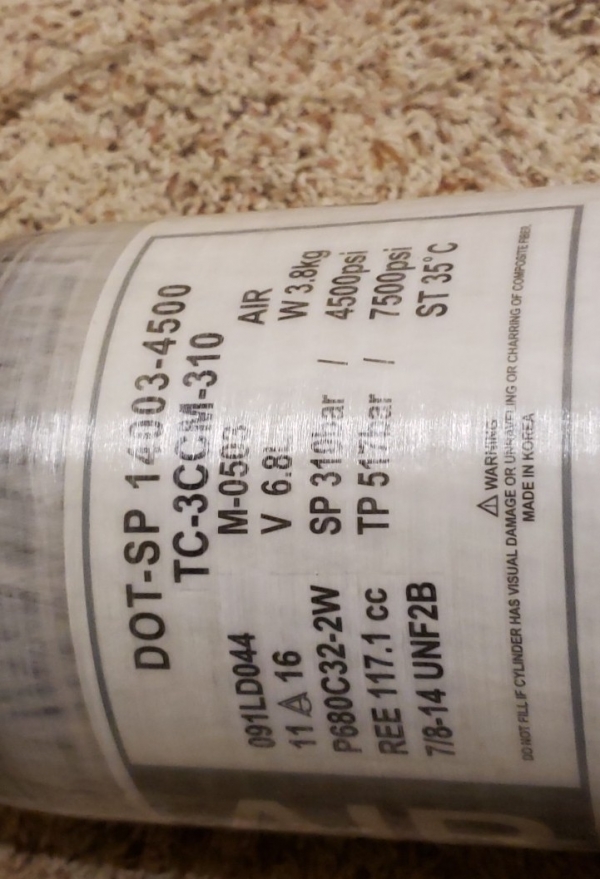 DOT-SP 14003-4500
TC-3CCM-310
091LD044 M-0503 AIR
11 16 V 6.8L W 3.8kg
P680C32-2W SP 310bar / 4500psi
REE 117.1 cc TP 517bar / 7500psi
7/8-14 UNF2B ST 35°C
⚠ WARNING
DO NOT FILL IF CYLINDER HAS VISUAL DAMAGE OR UNRAVELING OR CHARRING OF COMPOSITE FIBER.
MADE IN KOREA
AIR